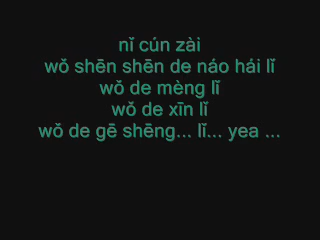 nǐ cún zài
wǒ shēn shēn de náo hái lǐ
wǒ de mèng lǐ
wǒ de xīn lǐ
wǒ de gē shēng... lǐ... yea ...